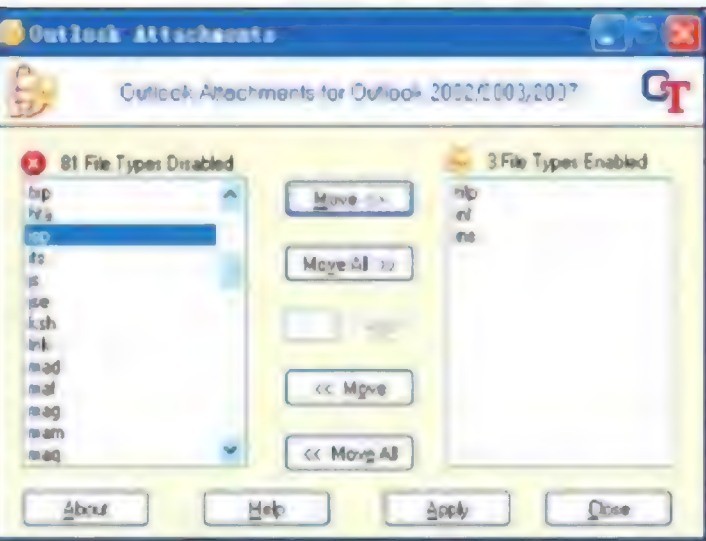 Outlook Attachments
Outlook Attachments for Outlook 2002/2003/2007
GT
81 File Types Disabled
3 File Types Enabled
isp
its
js
jse
ksh
lnk
mad
maf
mag
mam
maq
hlp
inf
ins
Move >>
Move All >>
<< Move
<< Move All
About
Help
Apply
Close